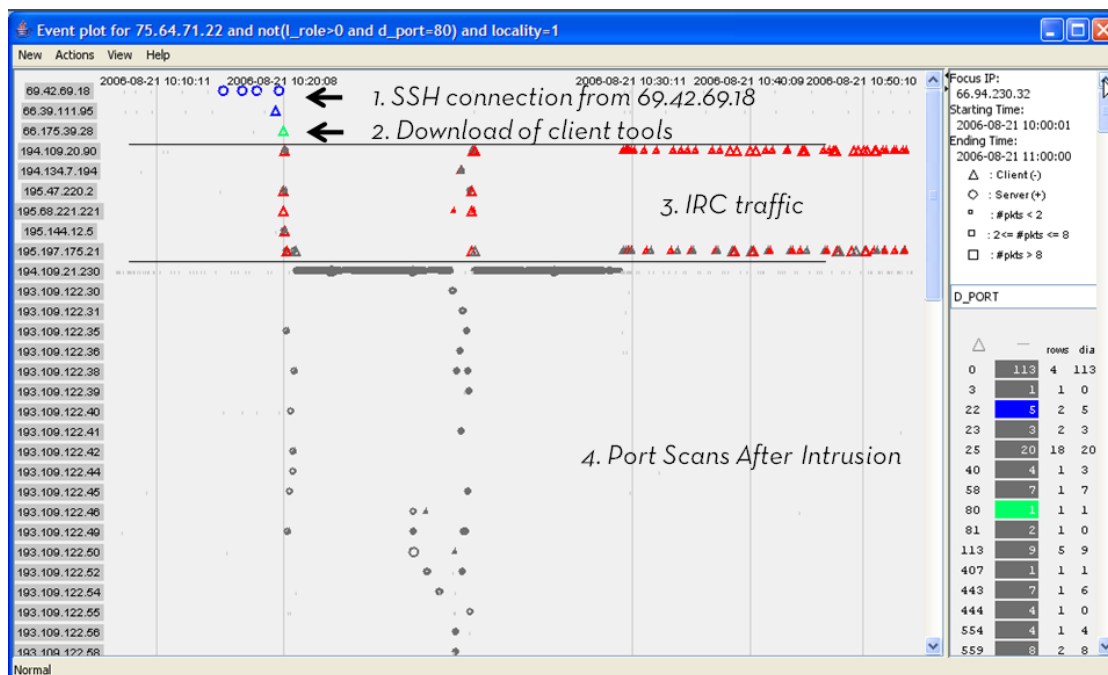 Event plot for 75.64.71.22 and not(l_role>0 and d_port=80) and locality=1
New Actions View Help
2006-08-21 10:10:11 2006-08-21 10:20:08 2006-08-21 10:30:11 2006-08-21 10:40:09 2006-08-21 10:50:10
69.42.69.18
1. SSH connection from 69.42.69.18
66.39.111.95
66.175.39.28
2. Download of client tools
194.109.20.90
194.134.7.194
195.47.220.2
195.68.221.221
3. IRC traffic
195.144.12.5
195.197.175.21
194.109.21.230
193.109.122.30
193.109.122.31
193.109.122.35
193.109.122.36
193.109.122.38
193.109.122.39
193.109.122.40
193.109.122.41
193.109.122.42
4. Port Scans After Intrusion
193.109.122.44
193.109.122.45
193.109.122.46
193.109.122.49
193.109.122.50
193.109.122.52
193.109.122.54
193.109.122.55
193.109.122.56
193.109.122.58
Focus IP:
66.94.230.32
Starting Time:
2006-08-21 10:00:01
Ending Time:
2006-08-21 11:00:00
: Client(-)
: Server(+)
: #pkts < 2
: 2<= #pkts <= 8
: #pkts > 8
D_PORT
rows dia
0 113 4 113
3 1 1 0
22 5 2 5
23 3 2 3
25 20 18 20
40 4 1 3
58 7 1 7
80 1 1 1
81 2 1 0
113 9 5 9
407 1 1 1
443 7 1 6
444 4 1 0
554 4 1 4
559 8 2 8
Normal